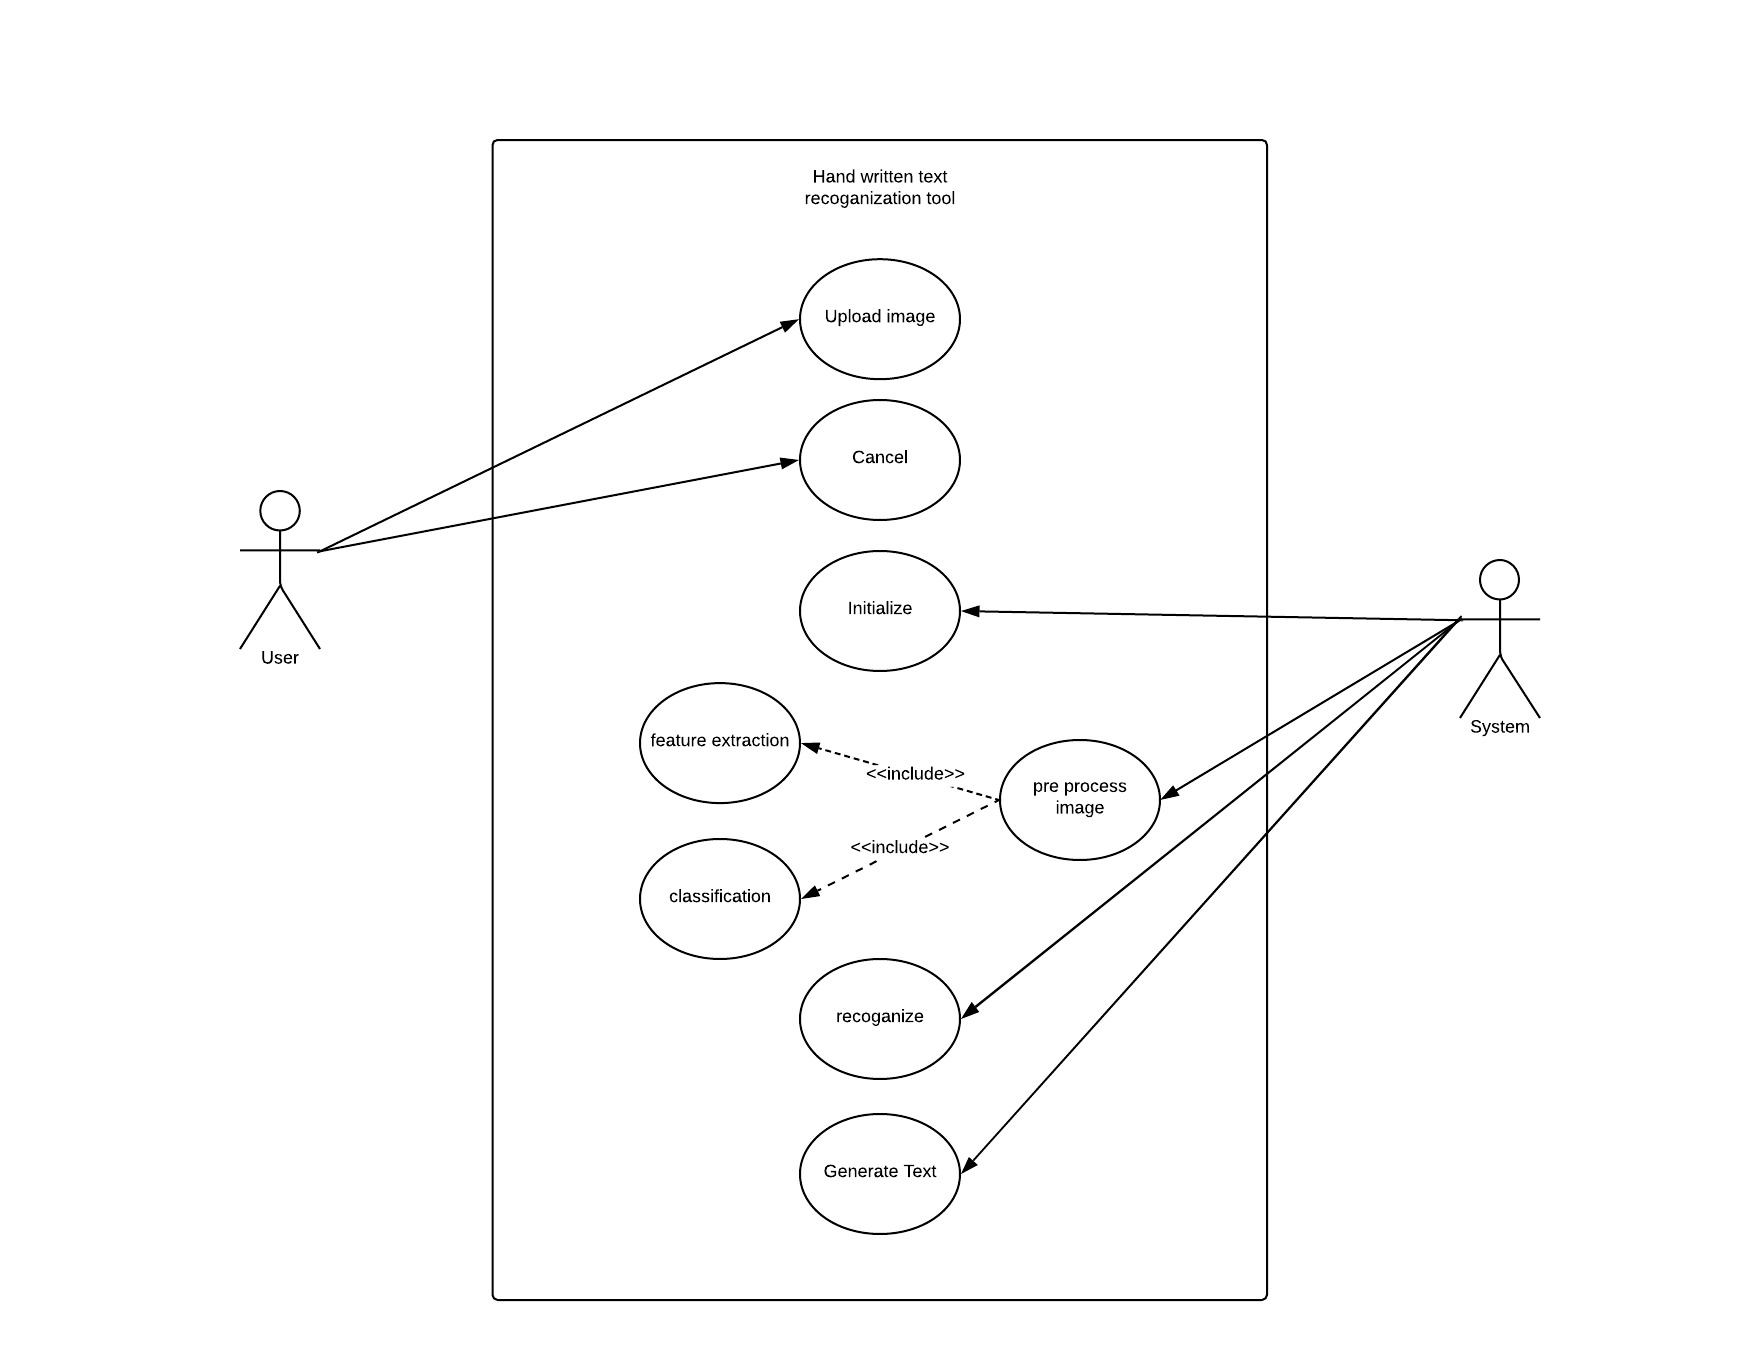 Hand written text
recoganization tool
Upload image
Cancel
Initialize
User
System
feature extraction
<<include>>
pre process
image
<<include>>
classification
recoganize
Generate Text